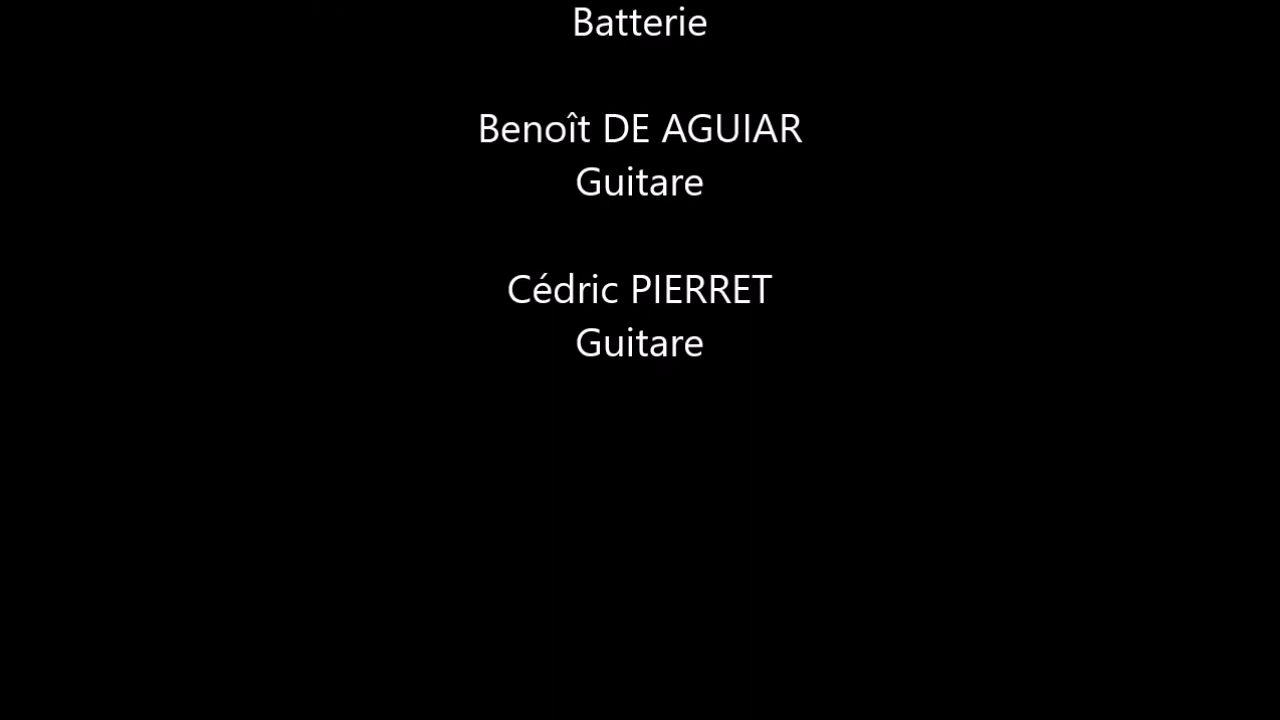 Batterie
Benoît DE AGUIAR
Guitare
Cédric PIERRET
Guitare